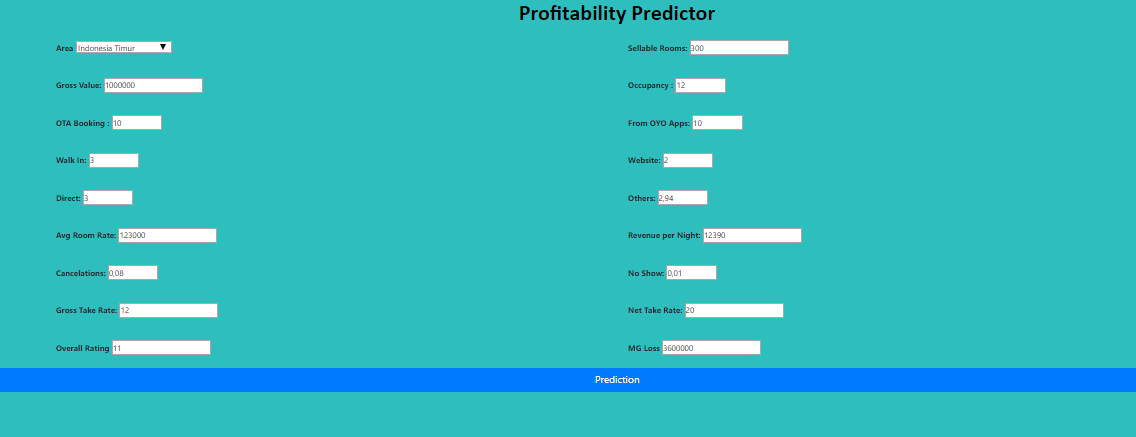 Profitability Predictor
Area Indonesia Timur
Sellable Rooms: 300
Gross Value: 1000000
Occupancy : 12
OTA Booking : 10
From OYO Apps: 10
Walk In: 3
Website: 2
Direct: 3
Others: 2,94
Avg Room Rate: 123000
Revenue per Night: 12390
Cancelations: 0,08
No Show: 0,01
Gross Take Rate: 12
Net Take Rate: 20
Overall Rating 11
MG Loss 3600000
Prediction